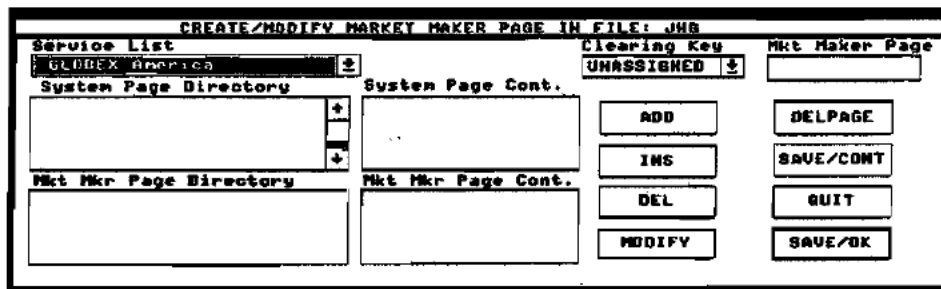 CREATE/MODIFY MARKET MAKER PAGE IN FILE: JWG
Service List Clearing Key Mkt Maker Page
GLOBEX America UNASSIGNED
System Page Directory System Page Cont.
ADD DELPAGE
INS SAVE/CONT
Mkt Mkr Page Directory Mkt Mkr Page Cont.
DEL QUIT
MODIFY SAVE/OK